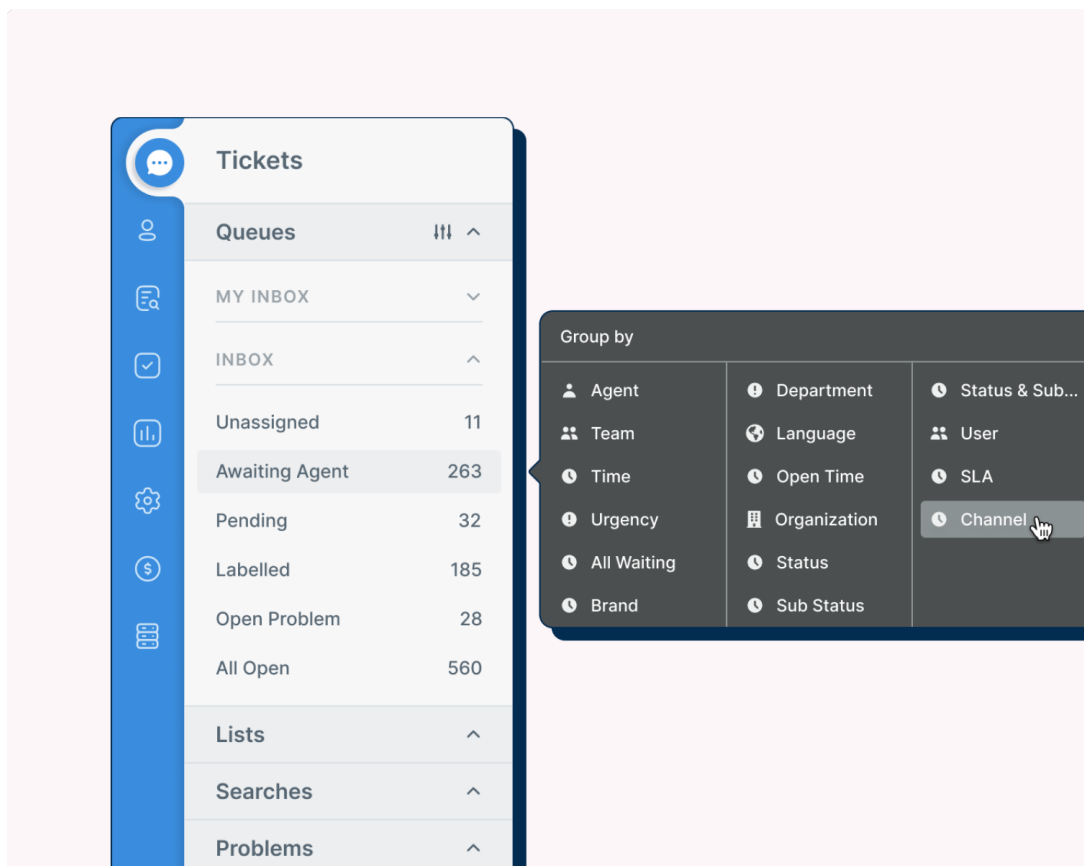 Tickets
Queues
MY INBOX
INBOX
Unassigned 11
Awaiting Agent 263
Pending 32
Labelled 185
Open Problem 28
All Open 560
Lists
Searches
Problems
Group by
Agent
Team
Time
Urgency
All Waiting
Brand
Department
Language
Open Time
Organization
Status
Sub Status
Status & Sub...
User
SLA
Channel